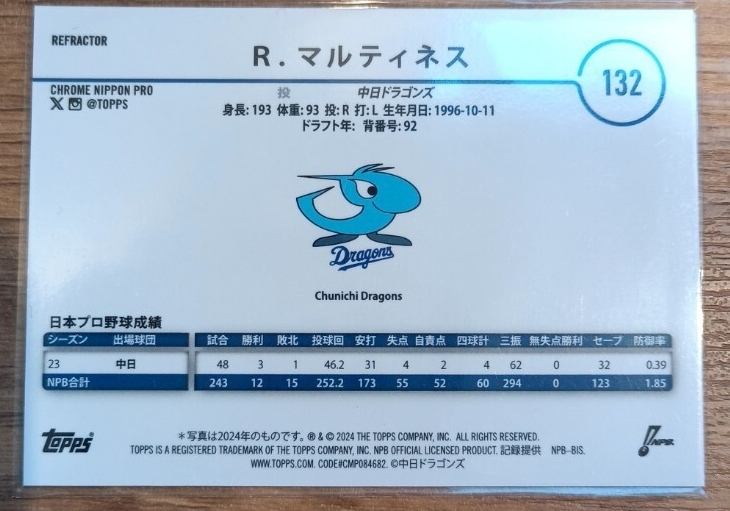 REFRACTOR
R.マルティネス
132
CHROME NIPPON PRO
@TOPPS
投 中日ドラゴンズ
身長: 193 体重: 93 投: R 打: L 生年月日: 1996-10-11
ドラフト年: 背番号: 92
Dragons
Chunichi Dragons
日本プロ野球成績
シーズン 出場球団 試合 勝利 敗北 投球回 安打 失点 自責点 四球計 三振 無失点勝利 セーブ 防御率
23 中日 48 3 1 46.2 31 4 2 4 62 0 32 0.39
NPB合計 243 12 15 252.2 173 55 52 60 294 0 123 1.85
topps
*写真は2024年のものです。 ® & © 2024 THE TOPPS COMPANY, INC. ALL RIGHTS RESERVED.
TOPPS IS A REGISTERED TRADEMARK OF THE TOPPS COMPANY, INC. NPB OFFICIAL LICENSED PRODUCT. 記録提供 NPB-BIS.
WWW.TOPPS.COM. CODE#CMP084682. ©中日ドラゴンズ
NPB.